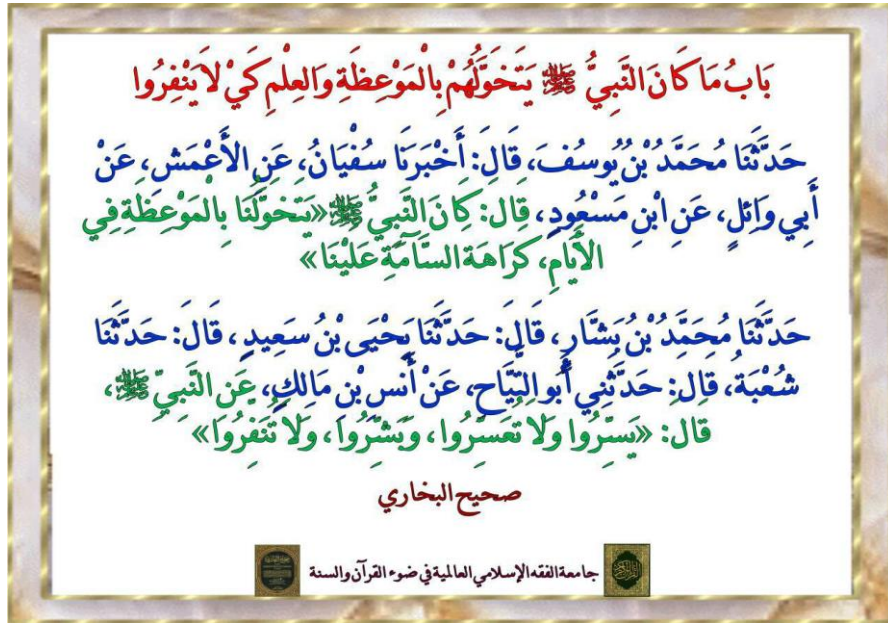 بَابُ مَا كَانَ النَّبِيُّ ﷺ يَتَخَوَّلُهُمْ بِالْمَوْعِظَةِ وَالعِلْمِ كَيْ لاَ يَنْفِرُوا
حَدَّثَنَا مُحَمَّدُ بْنُ يُوسُفَ، قَالَ: أَخْبَرَنَا سُفْيَانُ، عَنِ الأَعْمَشِ، عَنْ
أَبِي وَائِلٍ، عَنِ ابْنِ مَسْعُودٍ، قَالَ: كَانَ النَّبِيُّ ﷺ «يَتَخَوَّلُنَا بِالْمَوْعِظَةِ فِي
الأَيَّامِ، كَرَاهَةَ السَّآمَةِ عَلَيْنَا»
حَدَّثَنَا مُحَمَّدُ بْنُ بَشَّارٍ، قَالَ: حَدَّثَنَا يَحْيَى بْنُ سَعِيدٍ، قَالَ: حَدَّثَنَا
شُعْبَةُ، قَالَ: حَدَّثَنِي أَبُو التَّيَّاحِ، عَنْ أَنَسِ بْنِ مَالِكٍ، عَنِ النَّبِيِّ ﷺ،
قَالَ: «يَسِّرُوا وَلاَ تُعَسِّرُوا، وَبَشِّرُوا، وَلاَ تُنَفِّرُوا»
صحيح البخاري
جامعة الفقه الإسلامي العالمية في ضوء القرآن والسنة